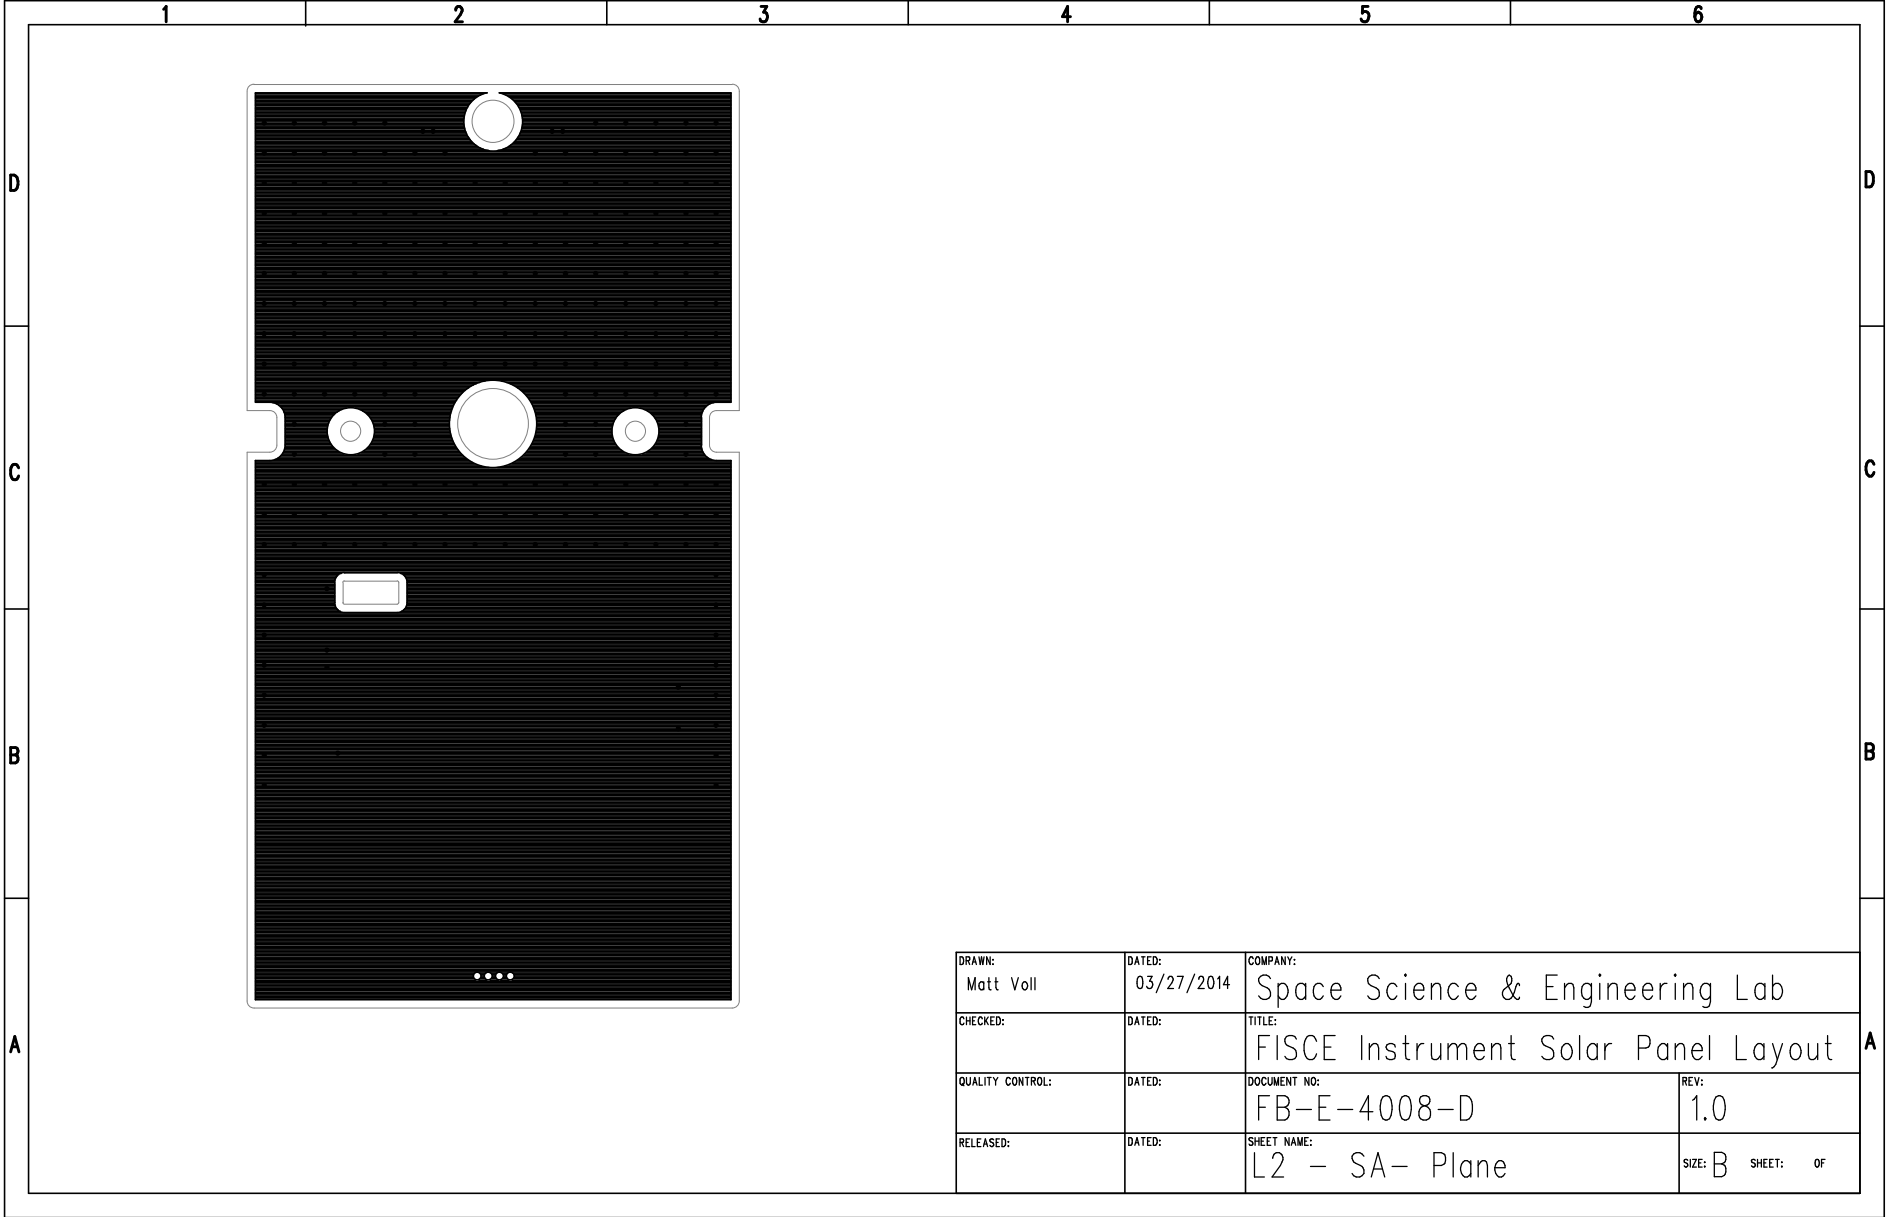 1 2 3 4 5 6
D D
C C
B B
A A
DRAWN: DATED: COMPANY:
Matt Voll 03/27/2014 Space Science & Engineering Lab
CHECKED: DATED: TITLE:
FISCE Instrument Solar Panel Layout
QUALITY CONTROL: DATED: DOCUMENT NO: REV:
FB-E-4008-D 1.0
RELEASED: DATED: SHEET NAME:
L2 - SA- Plane SIZE: B SHEET: OF